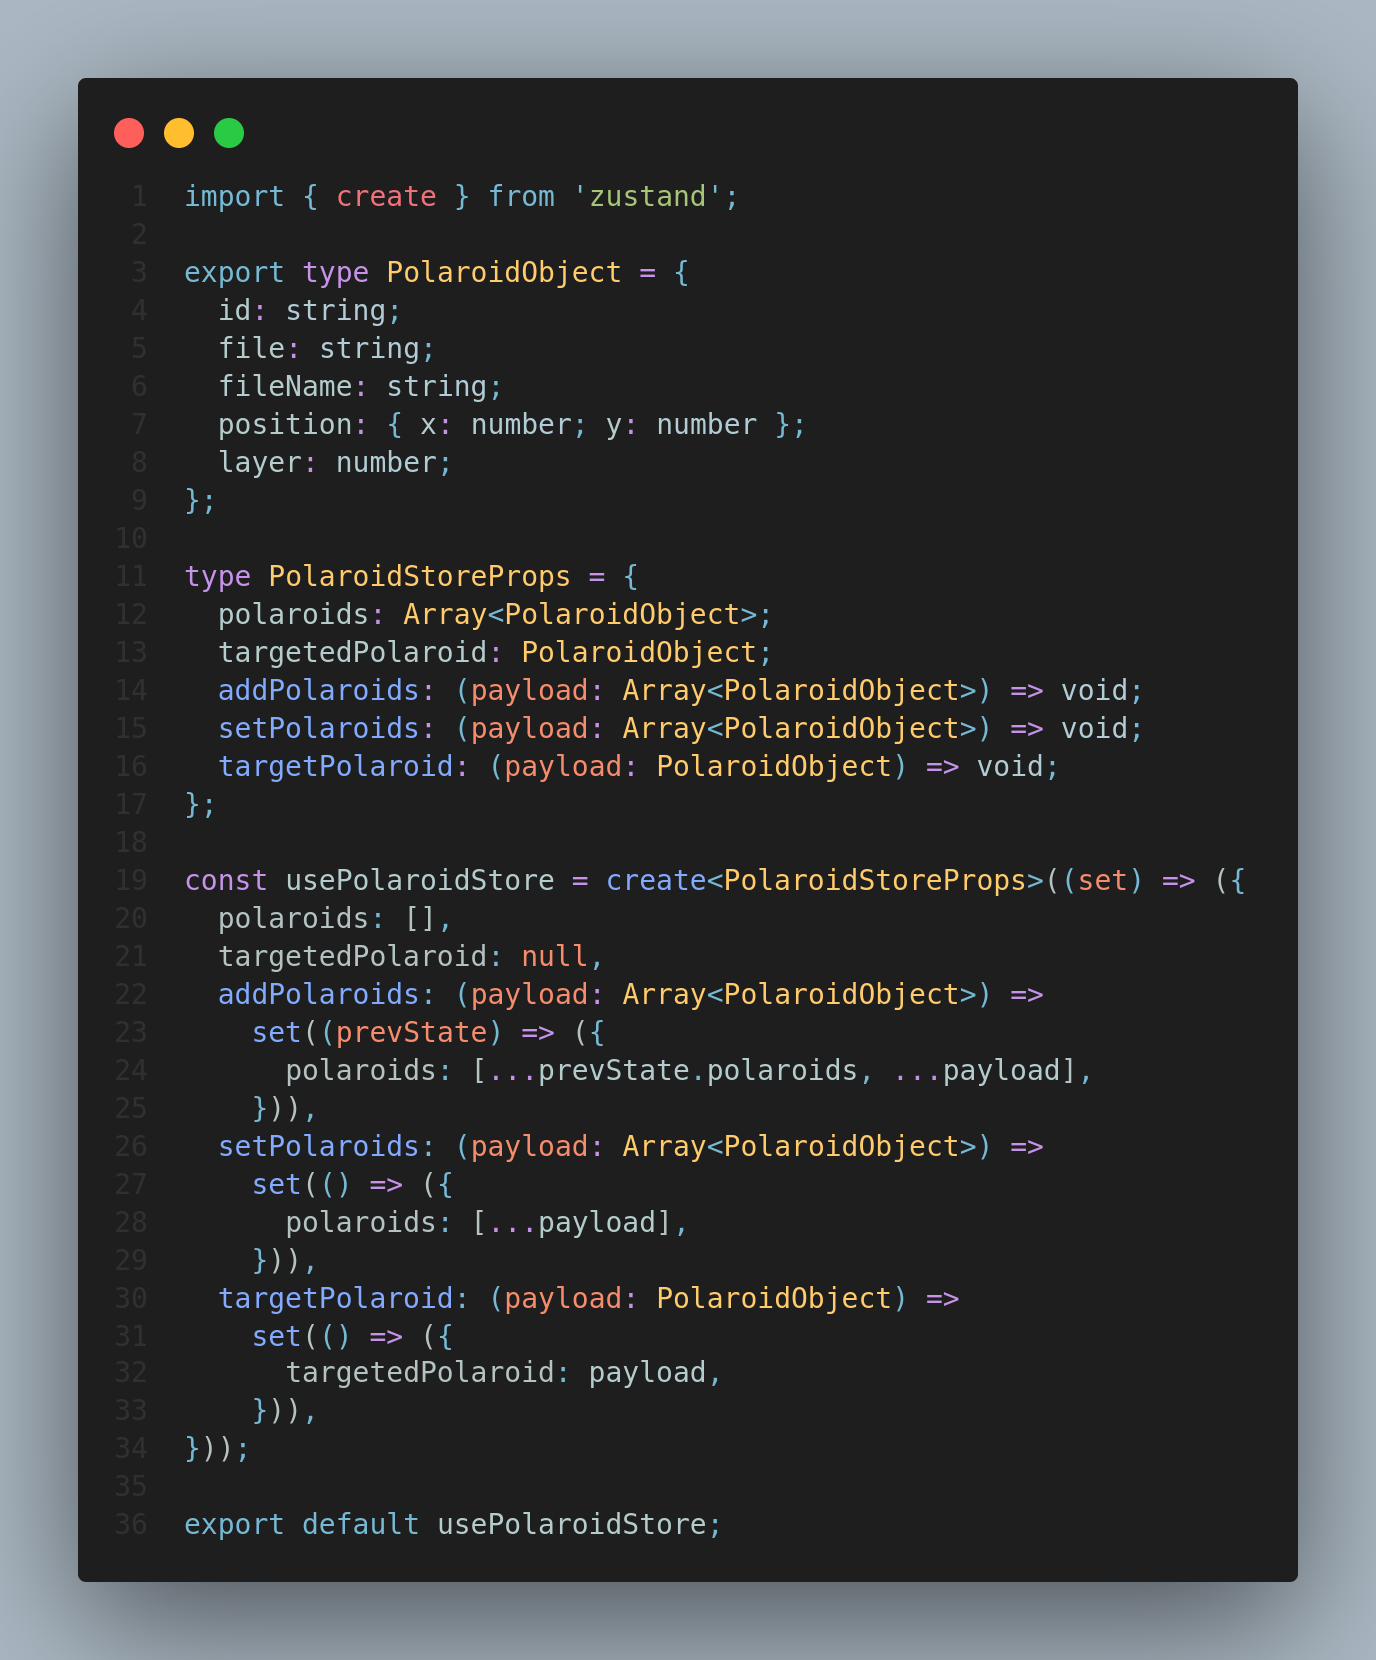 1 import { create } from 'zustand';
2
3 export type PolaroidObject = {
4   id: string;
5   file: string;
6   fileName: string;
7   position: { x: number; y: number };
8   layer: number;
9 };
10
11 type PolaroidStoreProps = {
12   polaroids: Array<PolaroidObject>;
13   targetedPolaroid: PolaroidObject;
14   addPolaroids: (payload: Array<PolaroidObject>) => void;
15   setPolaroids: (payload: Array<PolaroidObject>) => void;
16   targetPolaroid: (payload: PolaroidObject) => void;
17 };
18
19 const usePolaroidStore = create<PolaroidStoreProps>((set) => ({
20   polaroids: [],
21   targetedPolaroid: null,
22   addPolaroids: (payload: Array<PolaroidObject>) =>
23     set((prevState) => ({
24       polaroids: [...prevState.polaroids, ...payload],
25     })),
26   setPolaroids: (payload: Array<PolaroidObject>) =>
27     set(() => ({
28       polaroids: [...payload],
29     })),
30   targetPolaroid: (payload: PolaroidObject) =>
31     set(() => ({
32       targetedPolaroid: payload,
33     })),
34 }));
35
36 export default usePolaroidStore;